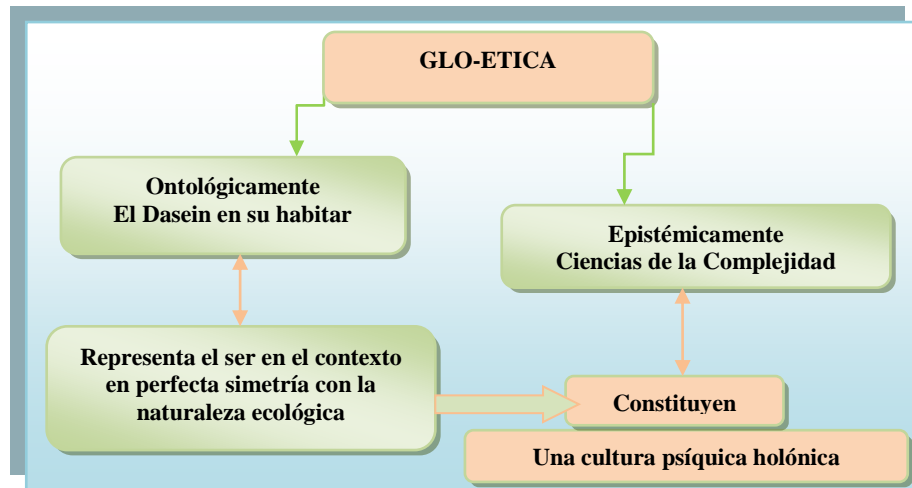 GLO-ETICA
Ontológicamente
El Dasein en su habitar
Epistémicamente
Ciencias de la Complejidad
Representa el ser en el contexto
en perfecta simetría con la
naturaleza ecológica
Constituyen
Una cultura psíquica holónica